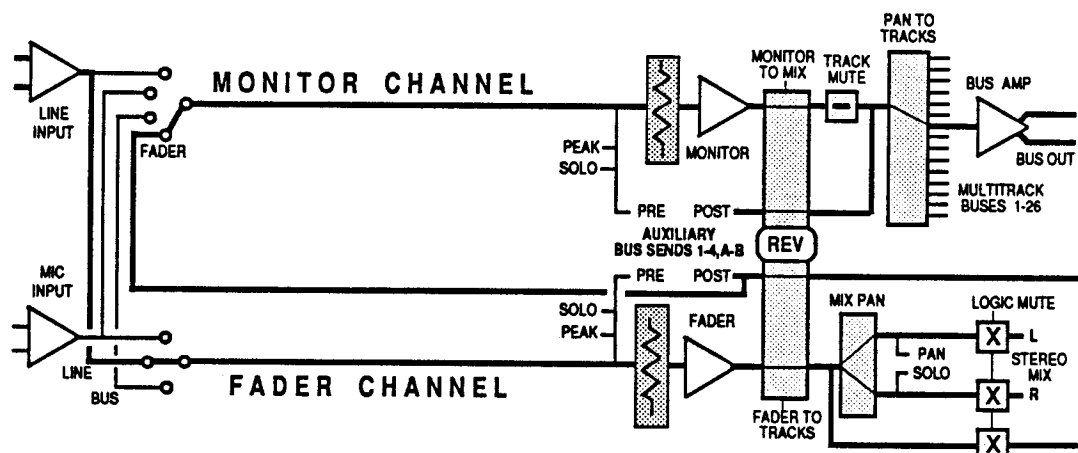 LINE
INPUT
FADER
MONITOR CHANNEL
PEAK
SOLO
PRE POST
MONITOR
MONITOR
TO MIX
TRACK
MUTE
PAN TO
TRACKS
BUS AMP
BUS OUT
MULTITRACK
BUSES 1-26
AUXILIARY
BUS SENDS 1-4,A-B
REV
MIC
INPUT
PRE POST
SOLO
PEAK
FADER
MIX PAN
LOGIC MUTE
X
L
PAN
SOLO
STEREO
MIX
X
R
X
LINE
BUS
FADER CHANNEL
FADER TO
TRACKS